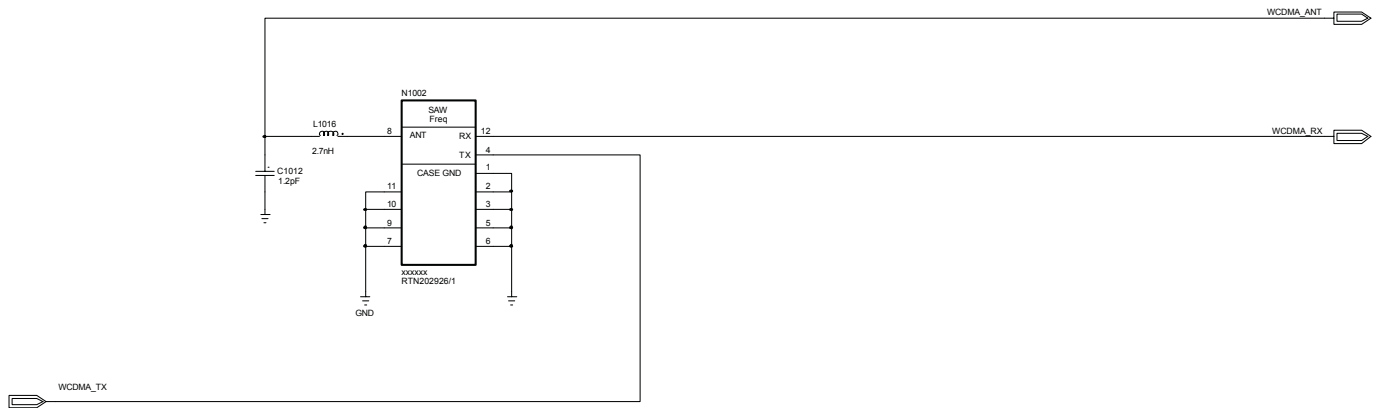 WCDMA_ANT
N1002
SAW
Freq
L1016
8
ANT
RX
12
WCDMA_RX
2.7nH
TX
4
C1012
1.2pF
CASE GND
1
11
2
10
3
9
5
7
6
xxxxxx
RTN202926/1
GND
WCDMA_TX